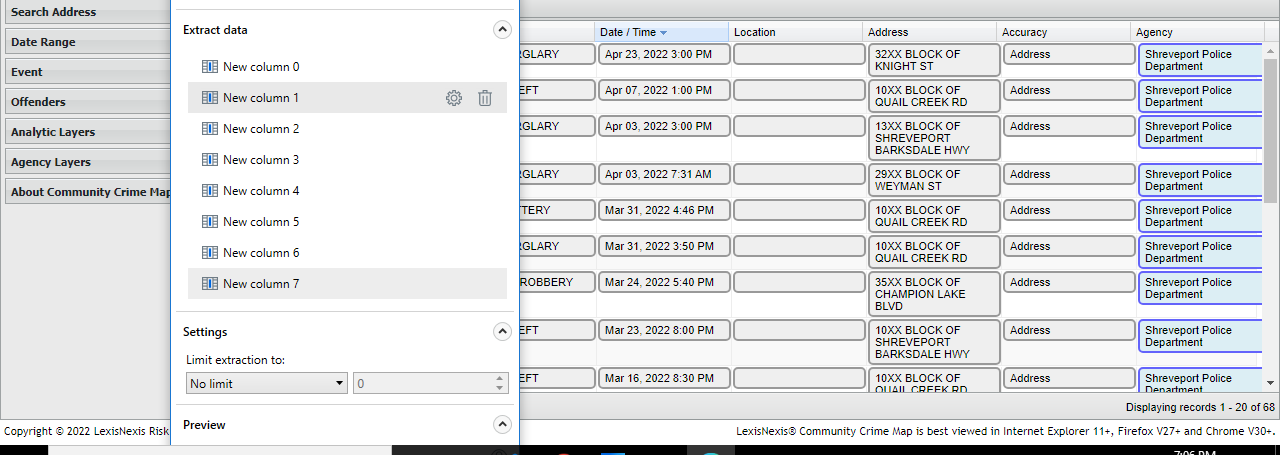 Search Address
Date Range
Event
Offenders
Analytic Layers
Agency Layers
About Community Crime Map
Copyright © 2022 LexisNexis Risk
Extract data
New column 0
New column 1
New column 2
New column 3
New column 4
New column 5
New column 6
New column 7
Settings
Limit extraction to:
No limit 0
Preview
Date / Time Location Address Accuracy Agency
RGLARY Apr 23, 2022 3:00 PM 32XX BLOCK OF Address Shreveport Police
KNIGHT ST Department
EFT Apr 07, 2022 1:00 PM 10XX BLOCK OF Address Shreveport Police
QUAIL CREEK RD Department
RGLARY Apr 03, 2022 3:00 PM 13XX BLOCK OF Address Shreveport Police
SHREVEPORT Department
BARKSDALE HWY
RGLARY Apr 03, 2022 7:31 AM 29XX BLOCK OF Address Shreveport Police
WEYMAN ST Department
TTERY Mar 31, 2022 4:46 PM 10XX BLOCK OF Address Shreveport Police
QUAIL CREEK RD Department
RGLARY Mar 31, 2022 3:50 PM 10XX BLOCK OF Address Shreveport Police
QUAIL CREEK RD Department
ROBBERY Mar 24, 2022 5:40 PM 35XX BLOCK OF Address Shreveport Police
CHAMPION LAKE Department
BLVD
EFT Mar 23, 2022 8:00 PM 10XX BLOCK OF Address Shreveport Police
SHREVEPORT Department
BARKSDALE HWY
EFT Mar 16, 2022 8:30 PM 10XX BLOCK OF Address Shreveport Police
QUAIL CREEK RD Department
Displaying records 1 - 20 of 68
LexisNexis® Community Crime Map is best viewed in Internet Explorer 11+, Firefox V27+ and Chrome V30+.
7:06 PM